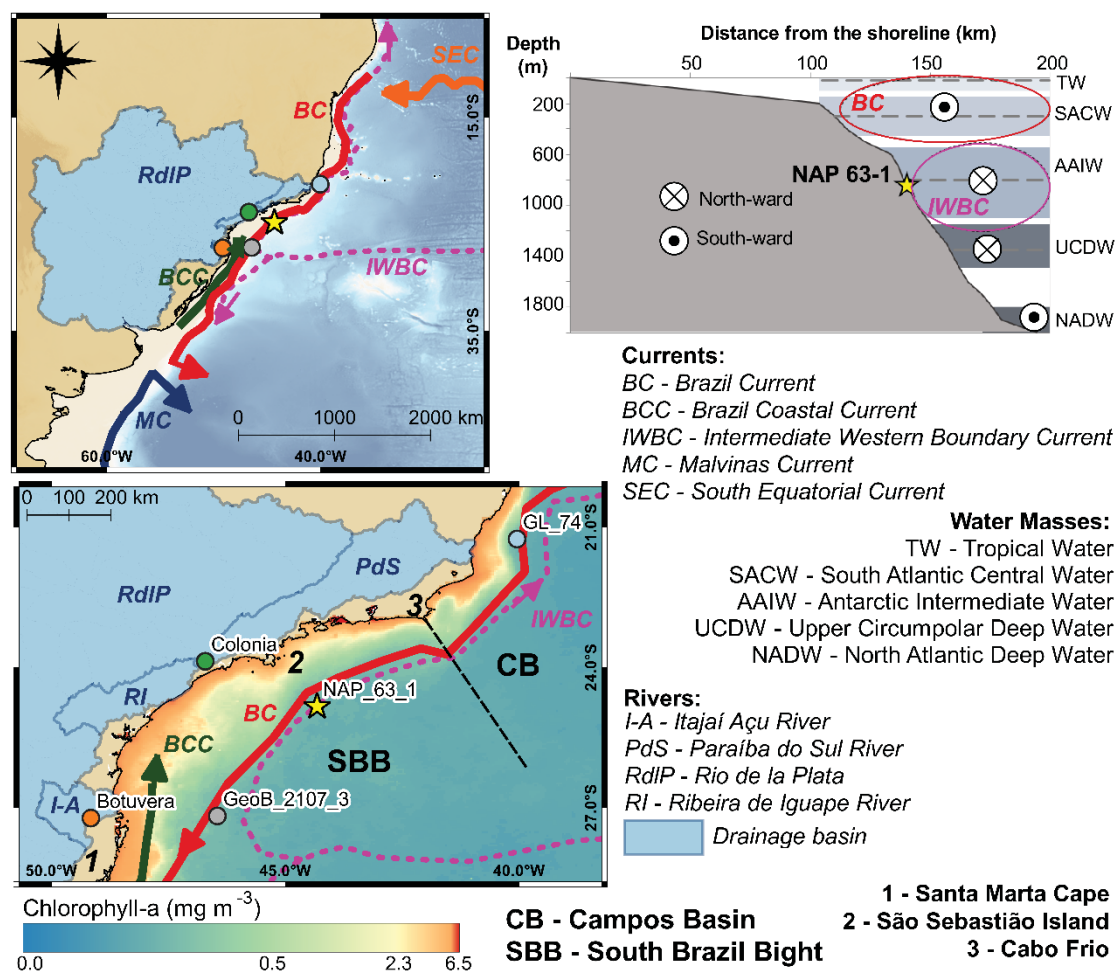 SEC
BC
15.0°S
RdlP
BCC
IWBC
35.0°S
MC
0 1000 2000 km
60.0°W 40.0°W
Distance from the shoreline (km)
Depth
(m)
50 100 150 200
200
600
1000
1400
1800
BC
NAP 63-1
IWBC
North-ward
South-ward
TW
SACW
AAIW
UCDW
NADW
0 100 200 km
GL_74
21.0°S
PdS
RdlP
3
IWBC
Colonia
2
CB
24.0°S
NAP_63_1
RI
BC
BCC
SBB
I-A
Botuvera
GeoB_2107_3
27.0°S
1
50.0°W 45.0°W 40.0°W
Chlorophyll-a (mg m⁻³)
0.0 0.5 2.3 6.5
Currents:
BC - Brazil Current
BCC - Brazil Coastal Current
IWBC - Intermediate Western Boundary Current
MC - Malvinas Current
SEC - South Equatorial Current
Water Masses:
TW - Tropical Water
SACW - South Atlantic Central Water
AAIW - Antarctic Intermediate Water
UCDW - Upper Circumpolar Deep Water
NADW - North Atlantic Deep Water
Rivers:
I-A - Itajaí Açu River
PdS - Paraíba do Sul River
RdlP - Rio de la Plata
RI - Ribeira de Iguape River
Drainage basin
CB - Campos Basin
SBB - South Brazil Bight
1 - Santa Marta Cape
2 - São Sebastião Island
3 - Cabo Frio